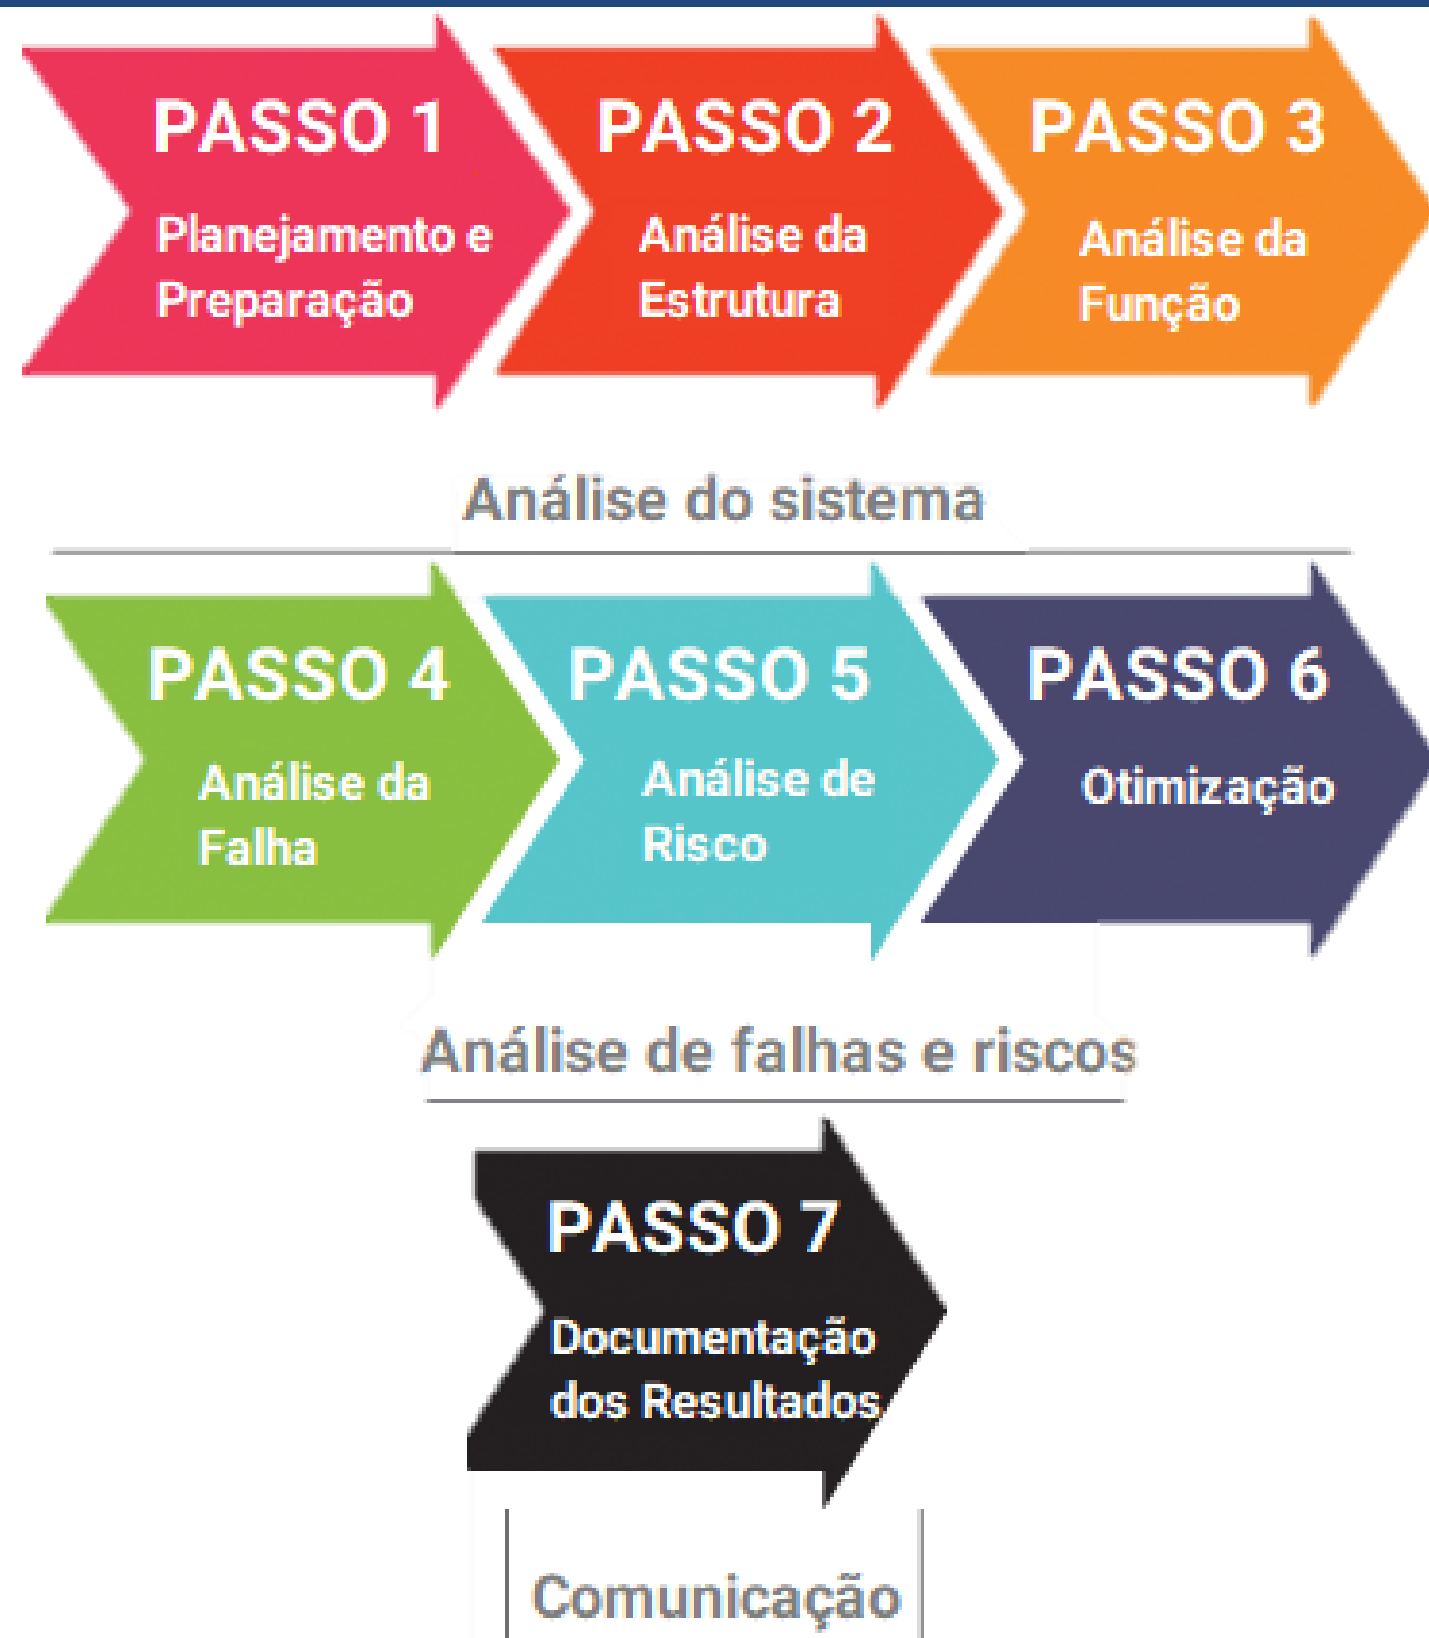 PASSO 1
Planejamento e
Preparação
PASSO 2
Análise da
Estrutura
PASSO 3
Análise da
Função
Análise do sistema
PASSO 4
Análise da
Falha
PASSO 5
Análise de
Risco
PASSO 6
Otimização
Análise de falhas e riscos
PASSO 7
Documentação
dos Resultados
Comunicação